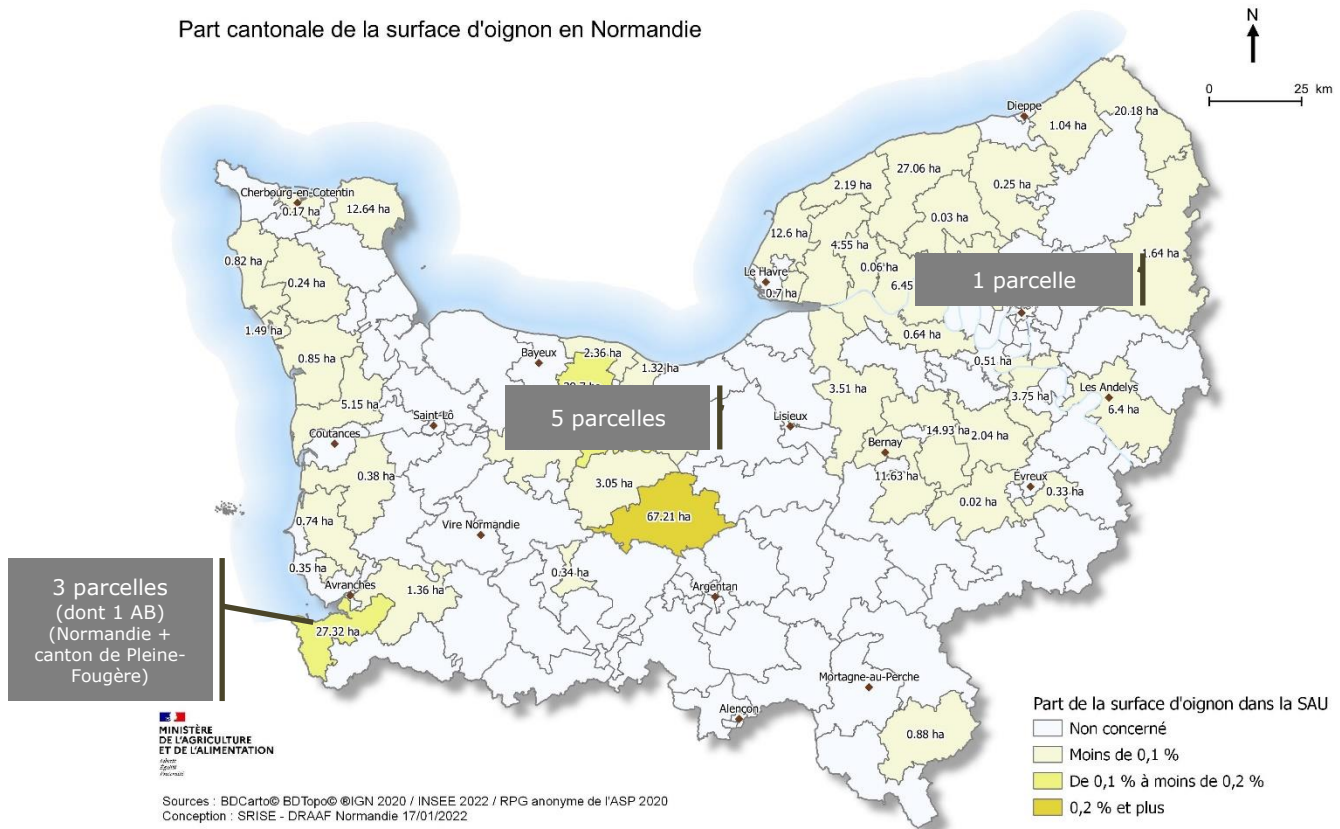 Part cantonale de la surface d'oignon en Normandie
N
0 25 km
Dieppe
20.18 ha
1.04 ha
27.06 ha
2.19 ha
0.25 ha
Cherbourg-en-Cotentin
0.17 ha
12.64 ha
0.03 ha
12.6 ha
4.55 ha
1.64 ha
0.82 ha
0.06 ha
Le Havre
0.24 ha
6.45
1 parcelle
0.7 ha
1.49 ha
0.64 ha
Bayeux
2.36 ha
0.85 ha
1.32 ha
0.51 ha
Les Andelys
3.51 ha
3.75 ha
5.15 ha
5 parcelles
6.4 ha
Saint-Lô
Lisieux
Coutances
14.93 ha
2.04 ha
Bernay
0.38 ha
11.63 ha
Évreux
3.05 ha
0.33 ha
0.02 ha
0.74 ha
67.21 ha
Vire Normandie
0.35 ha
0.34 ha
3 parcelles
(dont 1 AB)
(Normandie +
canton de Pleine-
Fougère)
Avranches
1.36 ha
Argentan
27.32 ha
Mortagne-au-Perche
Alençon
0.88 ha
MINISTÈRE
DE L'AGRICULTURE
ET DE L'ALIMENTATION
Liberté
Égalité
Fraternité
Part de la surface d'oignon dans la SAU
Non concerné
Moins de 0,1 %
De 0,1 % à moins de 0,2 %
0,2 % et plus
Sources : BDCarto© BDTopo© ®IGN 2020 / INSEE 2022 / RPG anonyme de l'ASP 2020
Conception : SRISE - DRAAF Normandie 17/01/2022